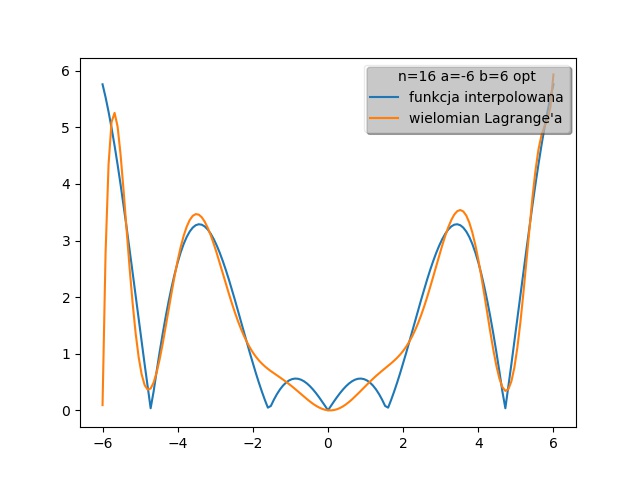 n=16 a=-6 b=6 opt
funkcja interpolowana
wielomian Lagrange'a
6
5
4
3
2
1
0
−6 −4 −2 0 2 4 6